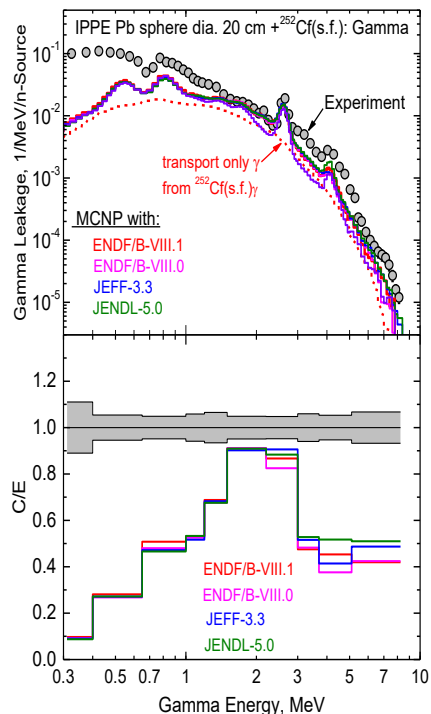 IPPE Pb sphere dia. 20 cm +²⁵²Cf(s.f.): Gamma
Gamma Leakage, 1/MeV/n-Source
10⁻¹
10⁻²
10⁻³
10⁻⁴
10⁻⁵
Experiment
transport only γ
from ²⁵²Cf(s.f.)γ
MCNP with:
ENDF/B-VIII.1
ENDF/B-VIII.0
JEFF-3.3
JENDL-5.0
C/E
1.2
1.0
0.8
0.6
0.4
0.2
0.0
ENDF/B-VIII.1
ENDF/B-VIII.0
JEFF-3.3
JENDL-5.0
0.3 0.5 0.7 1 2 3 5 7 10
Gamma Energy, MeV